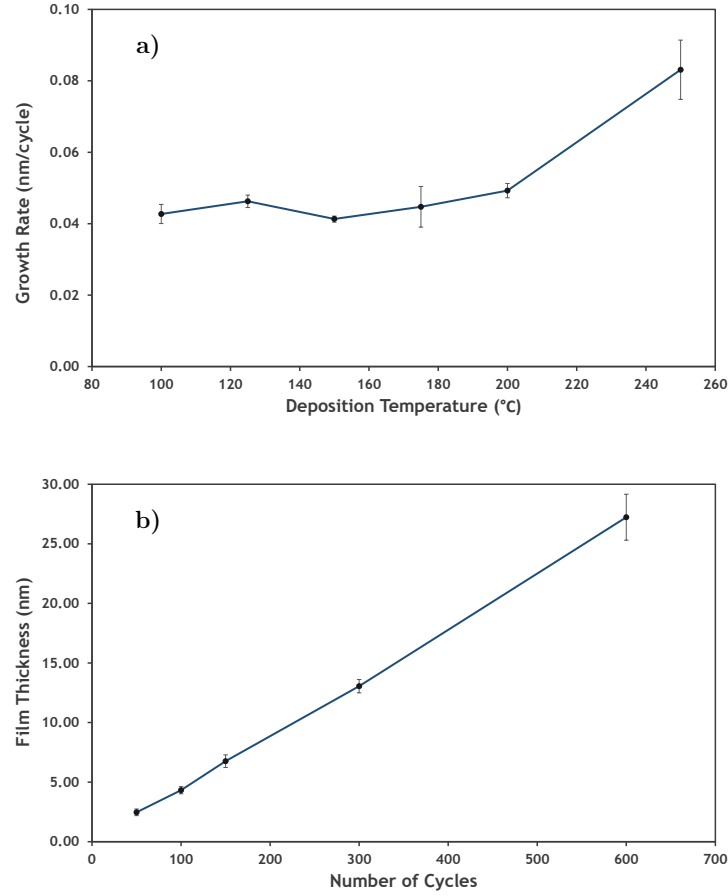 a)
0.10
0.08
0.06
0.04
0.02
0.00
Growth Rate (nm/cycle)
80 100 120 140 160 180 200 220 240 260
Deposition Temperature (°C)
b)
30.00
25.00
20.00
15.00
10.00
5.00
0.00
Film Thickness (nm)
0 100 200 300 400 500 600 700
Number of Cycles